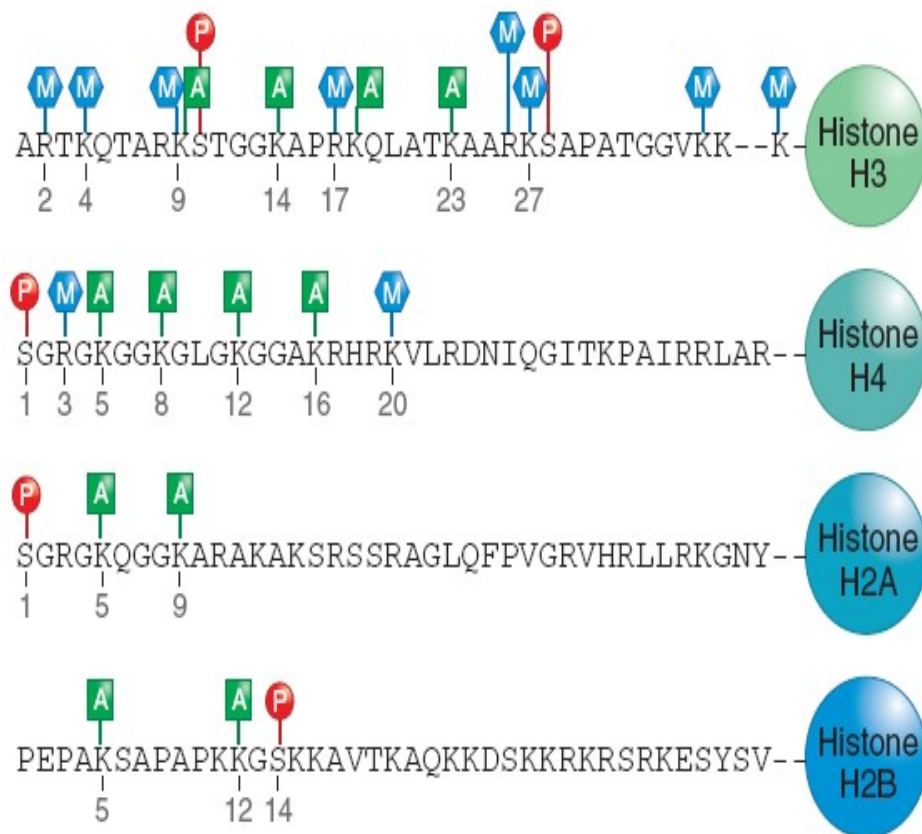 P M P
M M M A A M A A M M M
ARTKQTARKSTGGKAPRKQLATKAARKSAPATGGVKK--K-
2 4 9 14 17 23 27
Histone
H3
P M A A A A M
SGRGKGGKGLGKGGAKRHRKVLRDNIQGITKPAIRRLAR--
1 3 5 8 12 16 20
Histone
H4
P A A
SGRGKQGGKARAKAKSRSSRAGLQFPVGRVHRLLRKGNY--
1 5 9
Histone
H2A
A A P
PEPAKSAPAPKKGSKKAVTKAQKKDSKKRKRSRKESYSV--
5 12 14
Histone
H2B